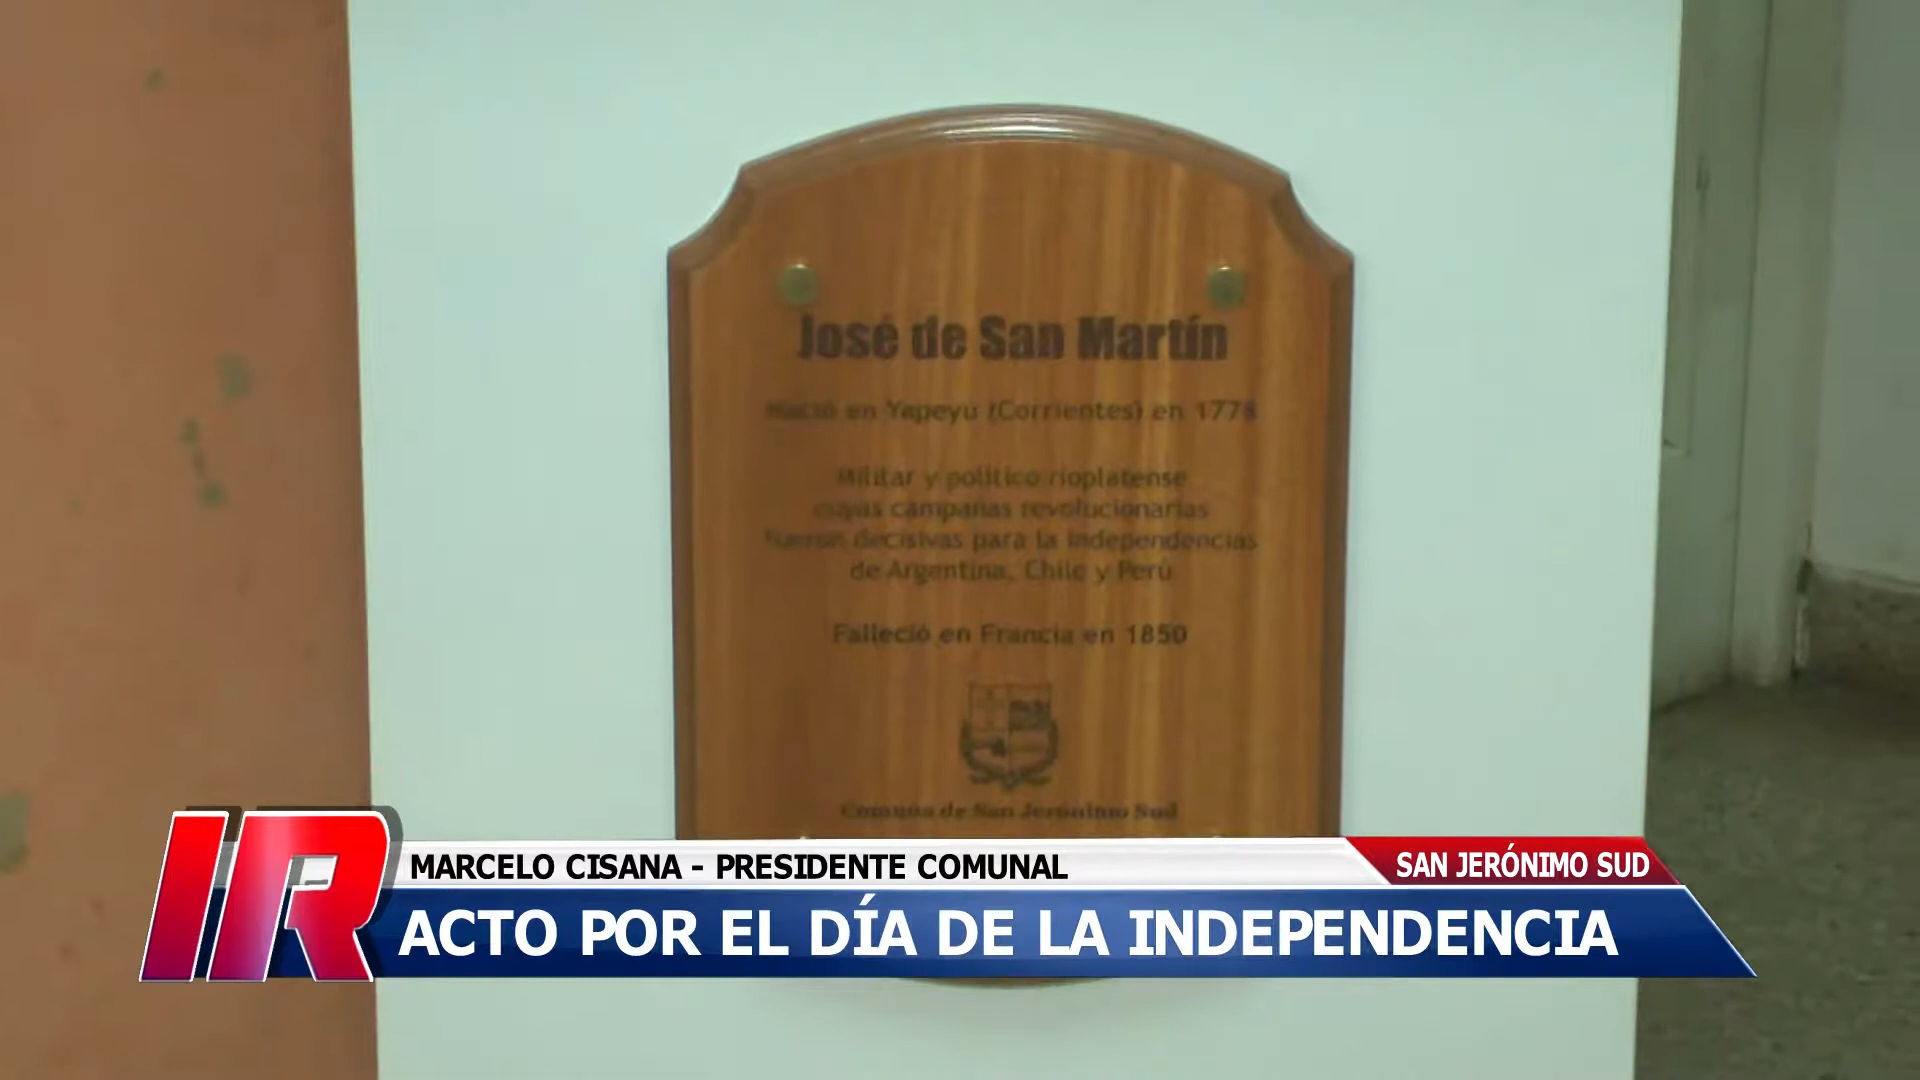 José de San Martín
Nació en Yapeyú (Corrientes) en 1778
Militar y político rioplatense
cuyas campañas revolucionarias
fueron decisivas para la independencias
de Argentina, Chile y Perú
Falleció en Francia en 1850
Comuna de San Jerónimo Sud
IR
MARCELO CISANA - PRESIDENTE COMUNAL
SAN JERÓNIMO SUD
ACTO POR EL DÍA DE LA INDEPENDENCIA